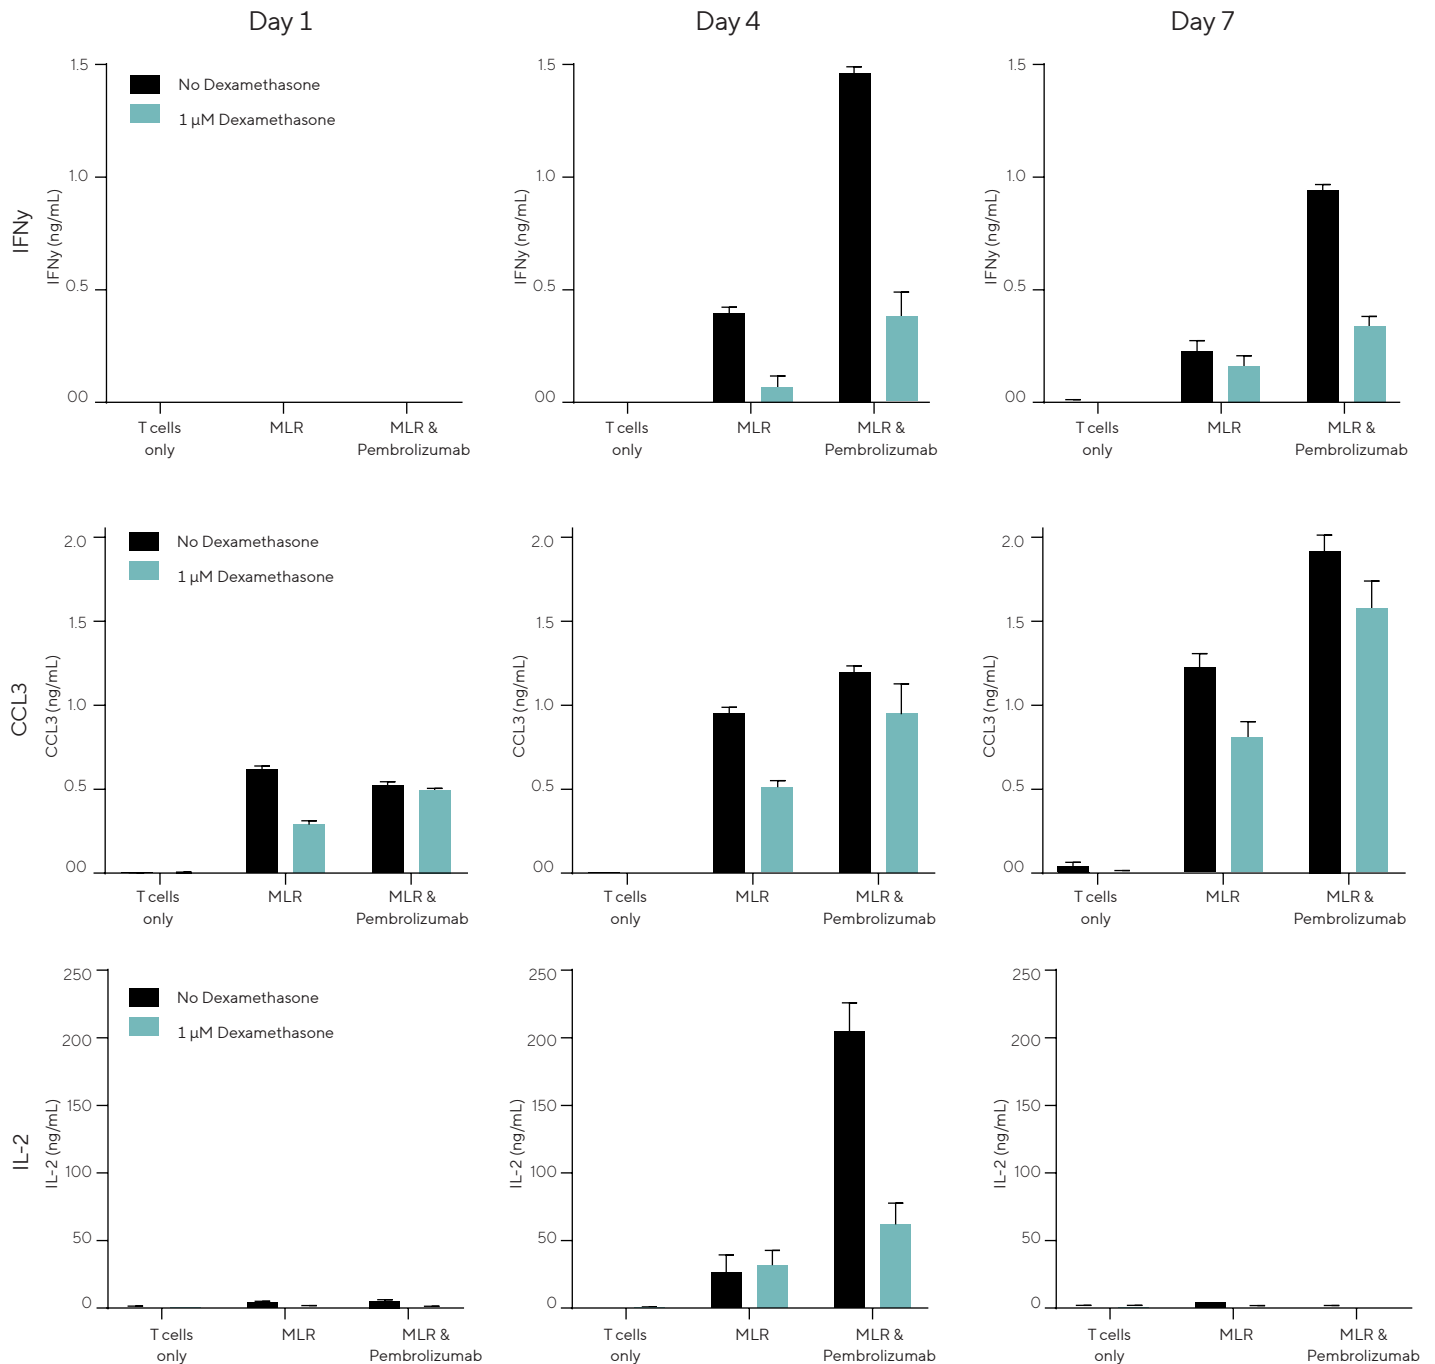 Day 1
Day 4
Day 7
IFNy
IFNy (ng/mL)
1.5
1.0
0.5
00
No Dexamethasone
1 µM Dexamethasone
T cells
only
MLR
MLR &
Pembrolizumab
IFNy (ng/mL)
1.5
1.0
0.5
00
T cells
only
MLR
MLR &
Pembrolizumab
IFNy (ng/mL)
1.5
1.0
0.5
00
T cells
only
MLR
MLR &
Pembrolizumab
CCL3
CCL3 (ng/mL)
2.0
1.5
1.0
0.5
00
No Dexamethasone
1 µM Dexamethasone
T cells
only
MLR
MLR &
Pembrolizumab
CCL3 (ng/mL)
2.0
1.5
1.0
0.5
00
T cells
only
MLR
MLR &
Pembrolizumab
CCL3 (ng/mL)
2.0
1.5
1.0
0.5
00
T cells
only
MLR
MLR &
Pembrolizumab
IL-2
IL-2 (ng/mL)
250
200
150
100
50
0
No Dexamethasone
1 µM Dexamethasone
T cells
only
MLR
MLR &
Pembrolizumab
IL-2 (ng/mL)
250
200
150
100
50
0
T cells
only
MLR
MLR &
Pembrolizumab
IL-2 (ng/mL)
250
200
150
100
50
0
T cells
only
MLR
MLR &
Pembrolizumab